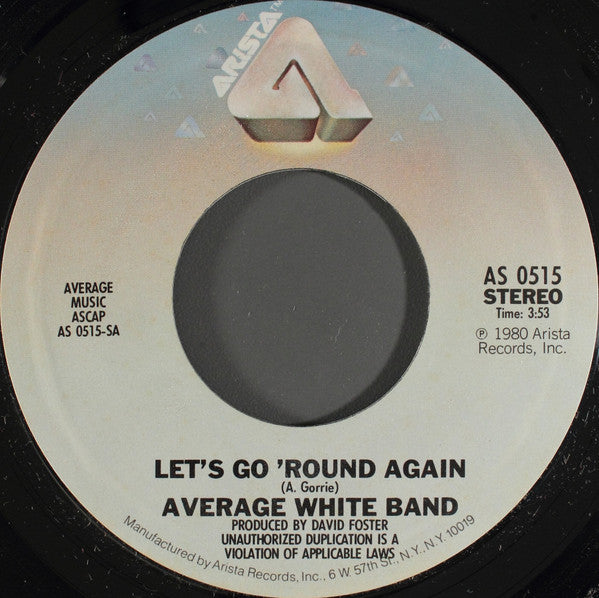 ARISTA™
AVERAGE
MUSIC
ASCAP
AS 0515-SA
AS 0515
STEREO
Time: 3:53
℗ 1980 Arista
Records, Inc.
LET'S GO 'ROUND AGAIN
(A. Gorrie)
AVERAGE WHITE BAND
PRODUCED BY DAVID FOSTER
UNAUTHORIZED DUPLICATION IS A
VIOLATION OF APPLICABLE LAWS
Manufactured by Arista Records, Inc., 6 W. 57th St., N.Y., N.Y. 10019